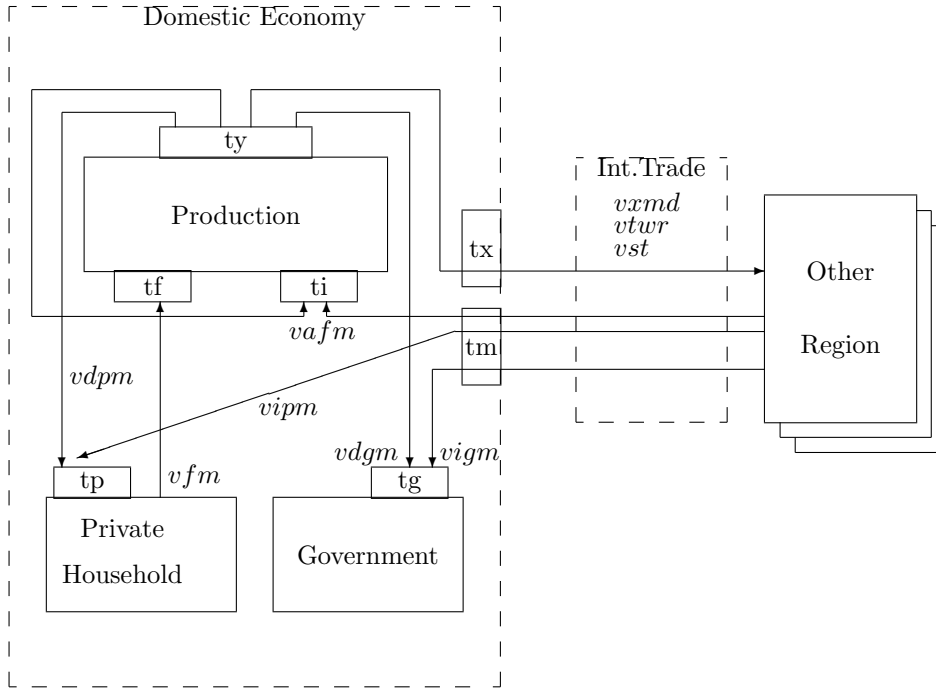 Domestic Economy
ty
Production
tf
ti
vafm
vdpm
vipm
tx
tm
Int.Trade
vxmd
vtwr
vst
Other
Region
tp
vfm
vdgm
vigm
tg
Private
Household
Government